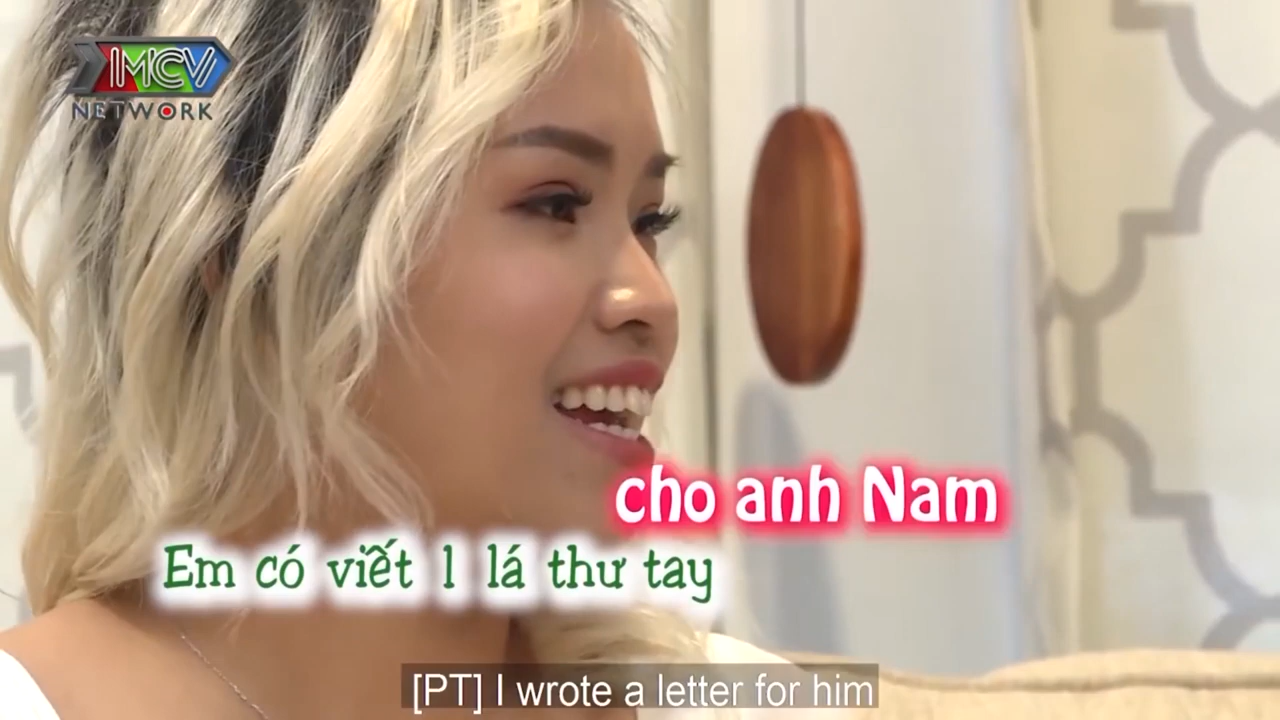 MCV
NETWORK
cho anh Nam
Em có viết 1 lá thư tay
[PT] I wrote a letter for him